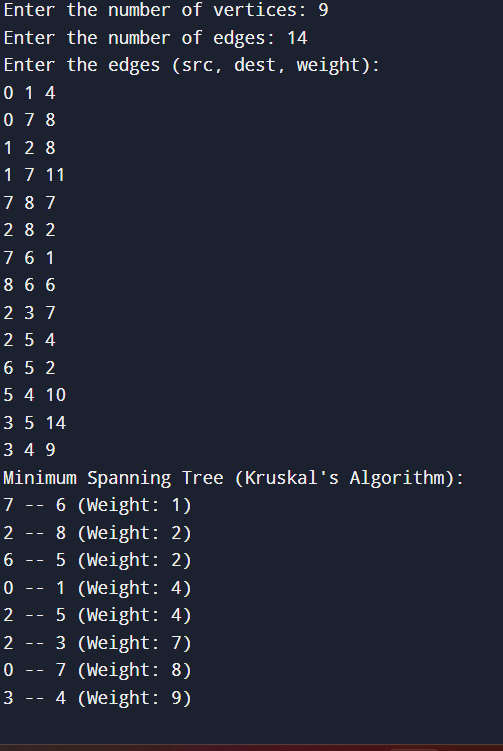 Enter the number of vertices: 9
Enter the number of edges: 14
Enter the edges (src, dest, weight):
0 1 4
0 7 8
1 2 8
1 7 11
7 8 7
2 8 2
7 6 1
8 6 6
2 3 7
2 5 4
6 5 2
5 4 10
3 5 14
3 4 9
Minimum Spanning Tree (Kruskal's Algorithm):
7 -- 6 (Weight: 1)
2 -- 8 (Weight: 2)
6 -- 5 (Weight: 2)
0 -- 1 (Weight: 4)
2 -- 5 (Weight: 4)
2 -- 3 (Weight: 7)
0 -- 7 (Weight: 8)
3 -- 4 (Weight: 9)